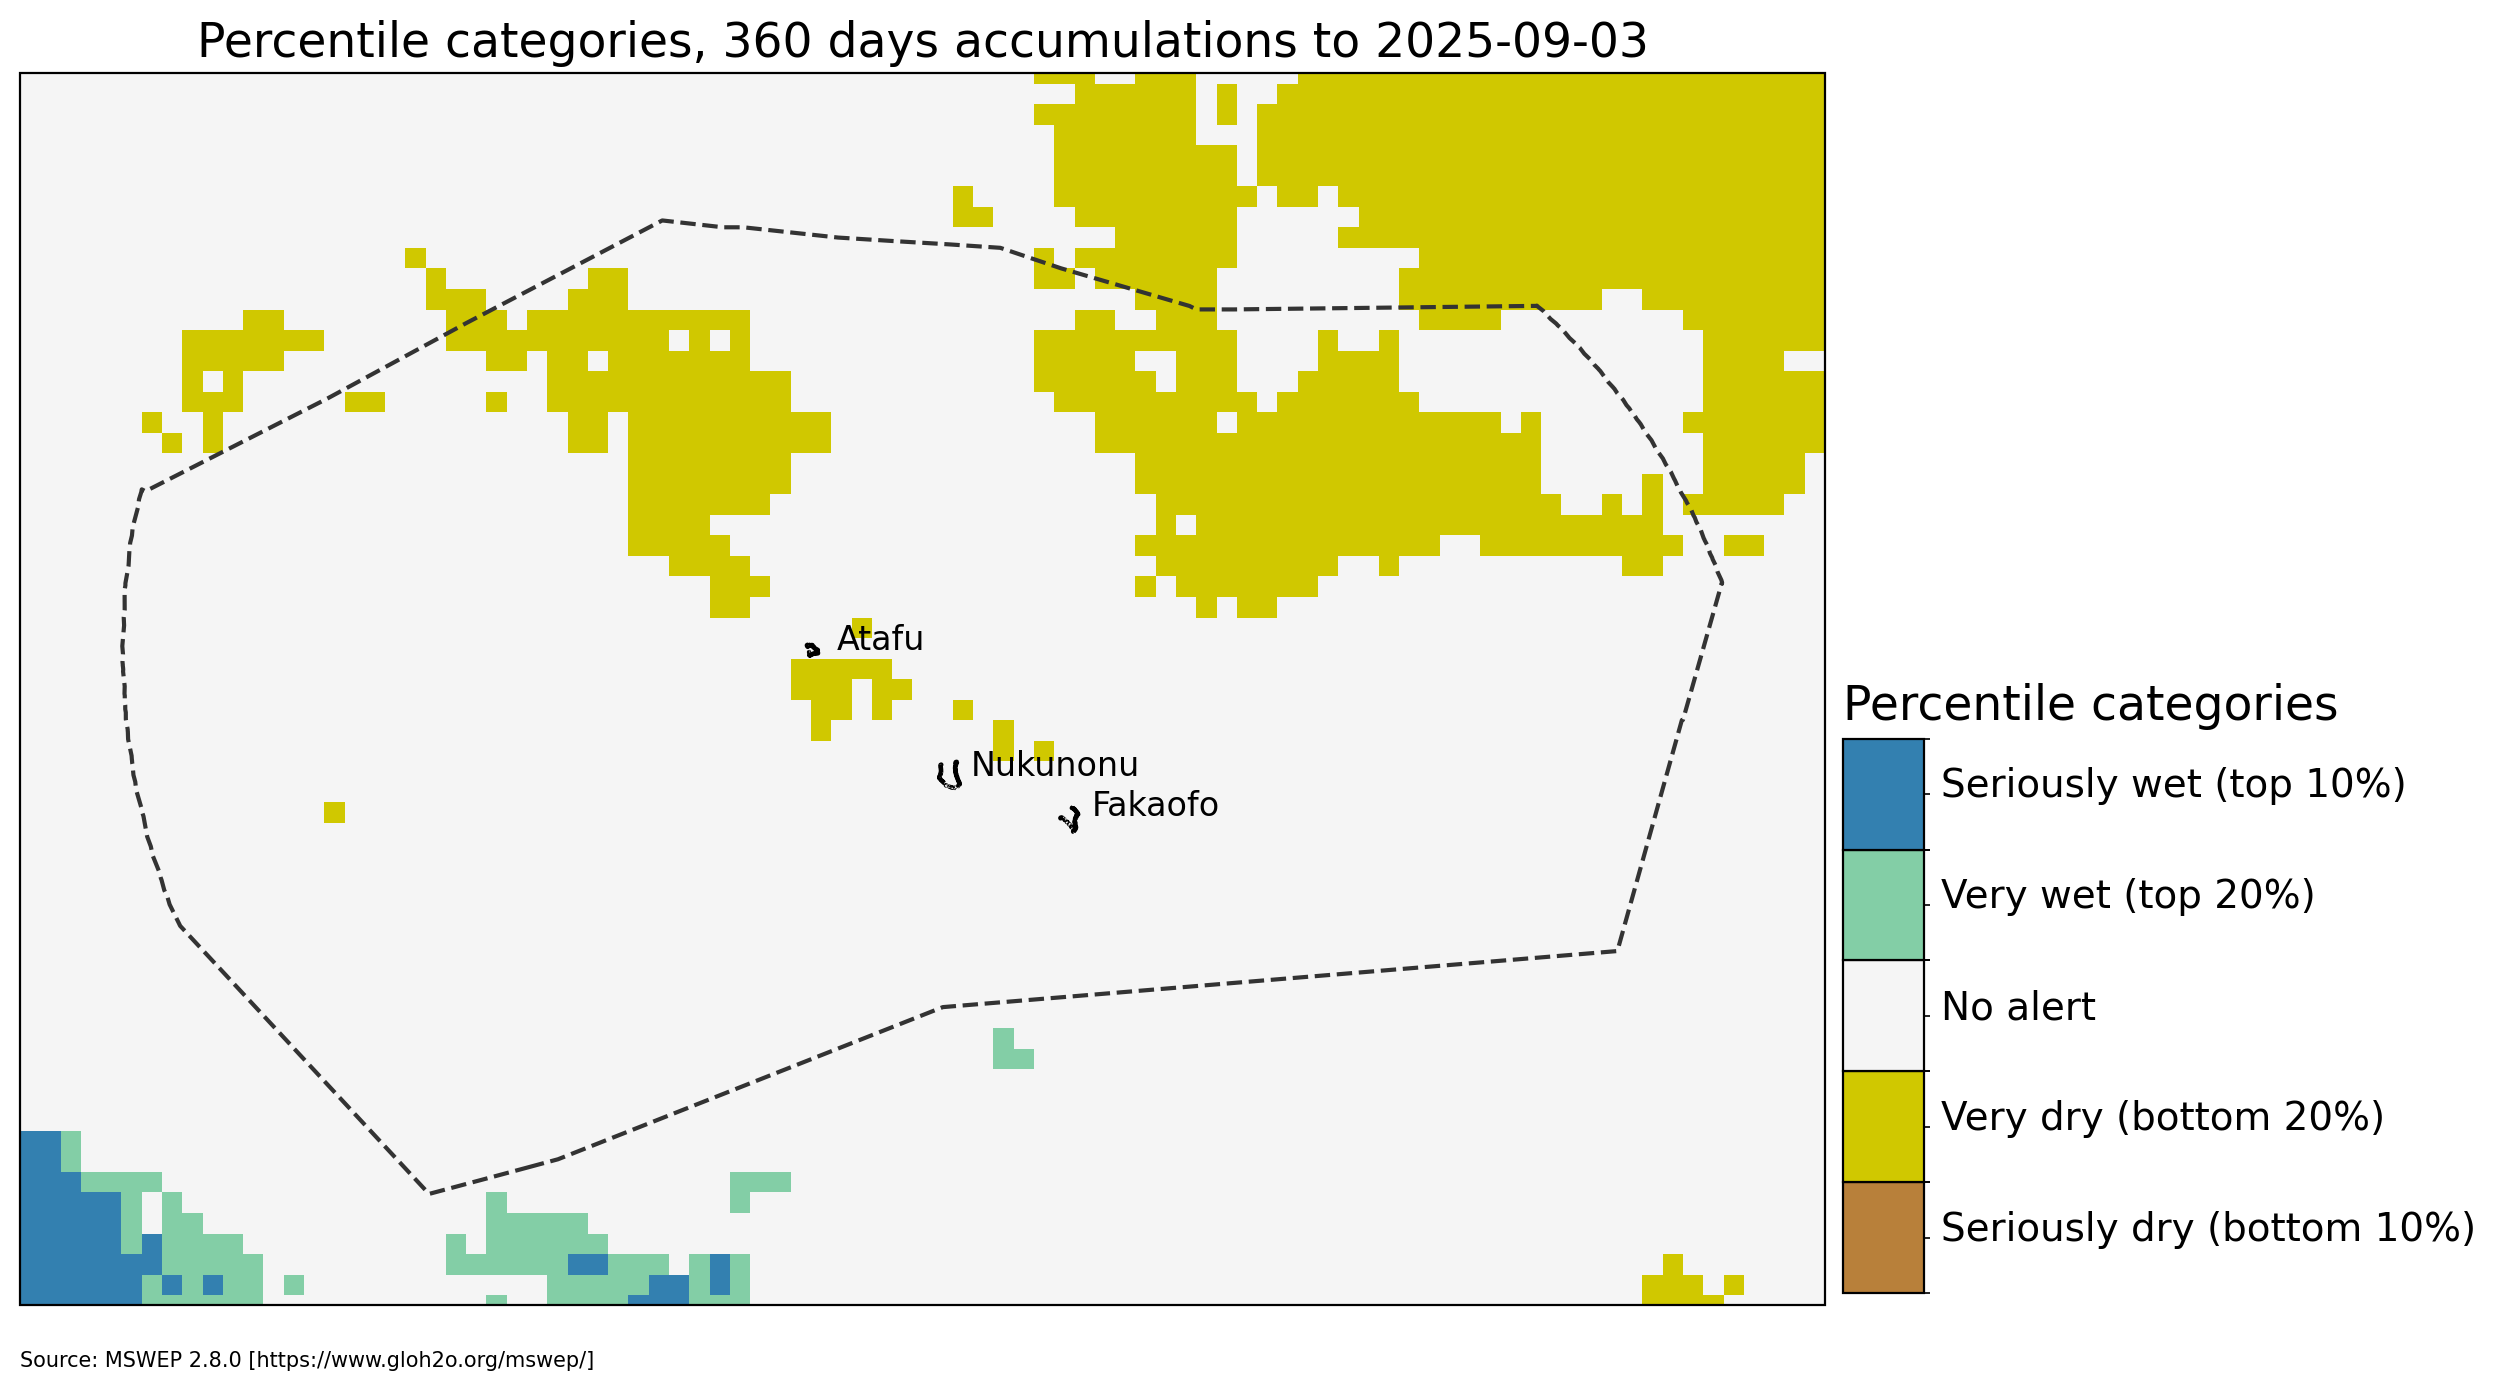 Percentile categories, 360 days accumulations to 2025-09-03
Atafu
Nukunonu
Fakaofo
Percentile categories
Seriously wet (top 10%)
Very wet (top 20%)
No alert
Very dry (bottom 20%)
Seriously dry (bottom 10%)
Source: MSWEP 2.8.0 [https://www.gloh2o.org/mswep/]